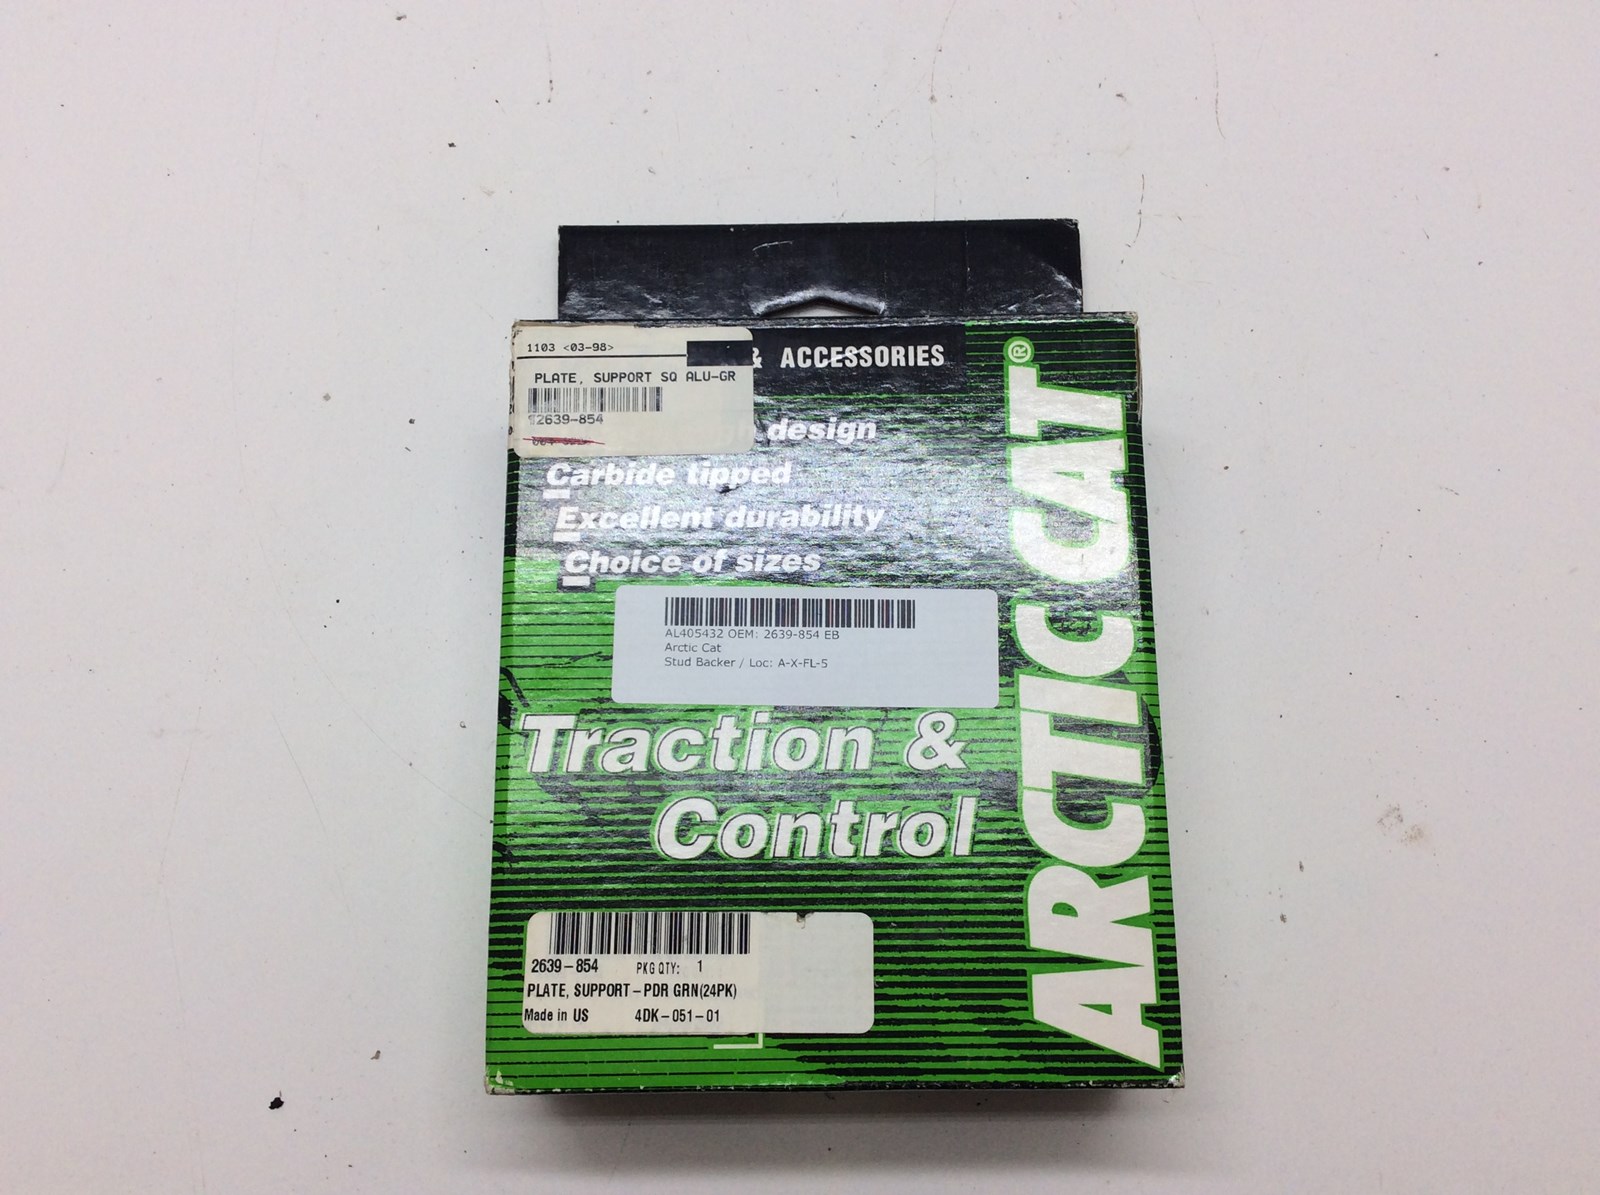 1103 <03-98>
PLATE, SUPPORT SQ ALU-GR
2639-854
& ACCESSORIES
design
Carbide tipped
Excellent durability
Choice of sizes
AL405432 OEM: 2639-854 EB
Arctic Cat
Stud Backer / Loc: A-X-FL-5
Traction &
Control
ARCTIC CAT®
2639-854 PKG QTY: 1
PLATE, SUPPORT-PDR GRN(24PK)
Made in US 4DK-051-01